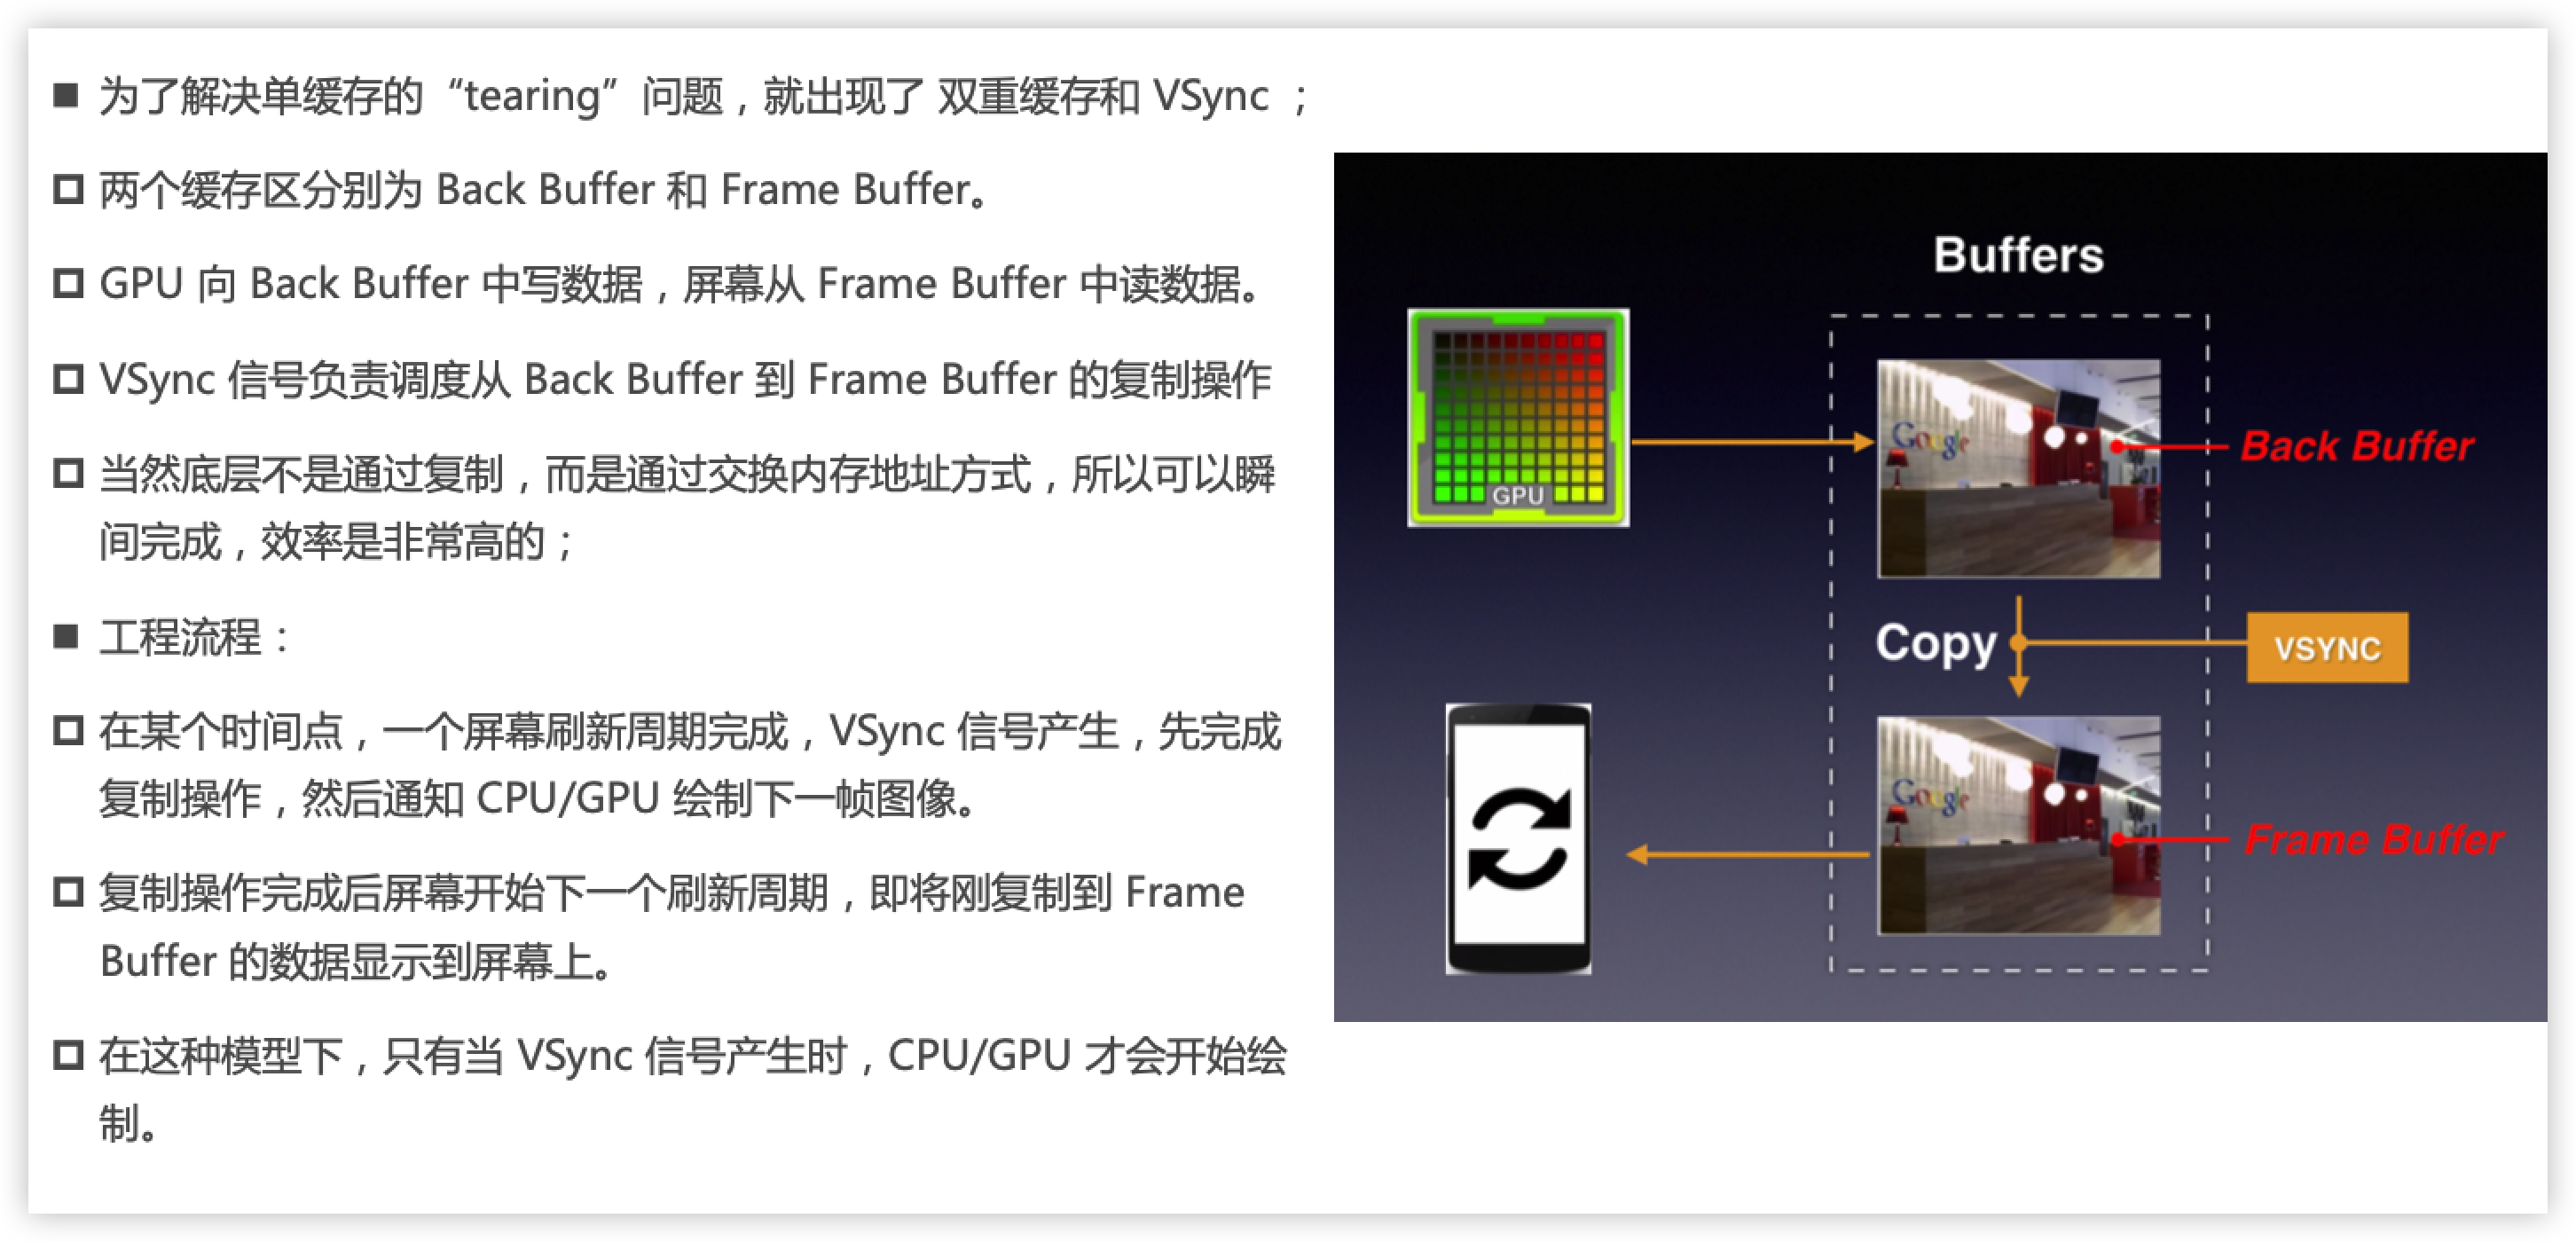 ■ 为了解决单缓存的“tearing”问题，就出现了 双重缓存和 VSync ；
两个缓存区分别为 Back Buffer 和 Frame Buffer。
GPU 向 Back Buffer 中写数据，屏幕从 Frame Buffer 中读数据。
VSync 信号负责调度从 Back Buffer 到 Frame Buffer 的复制操作
当然底层不是通过复制，而是通过交换内存地址方式，所以可以瞬
间完成，效率是非常高的；
■ 工程流程：
在某个时间点，一个屏幕刷新周期完成，VSync 信号产生，先完成
复制操作，然后通知 CPU/GPU 绘制下一帧图像。
复制操作完成后屏幕开始下一个刷新周期，即将刚复制到 Frame
Buffer 的数据显示到屏幕上。
在这种模型下，只有当 VSync 信号产生时，CPU/GPU 才会开始绘
制。
Buffers
GPU
Google
Back Buffer
Copy
VSYNC
Google
Frame Buffer